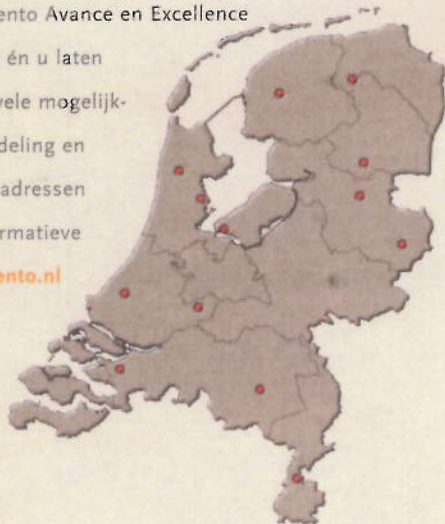 ento Avance en Excellence
én u laten
vele mogelijk-
deling en
adressen
rmatieve
ento.nl